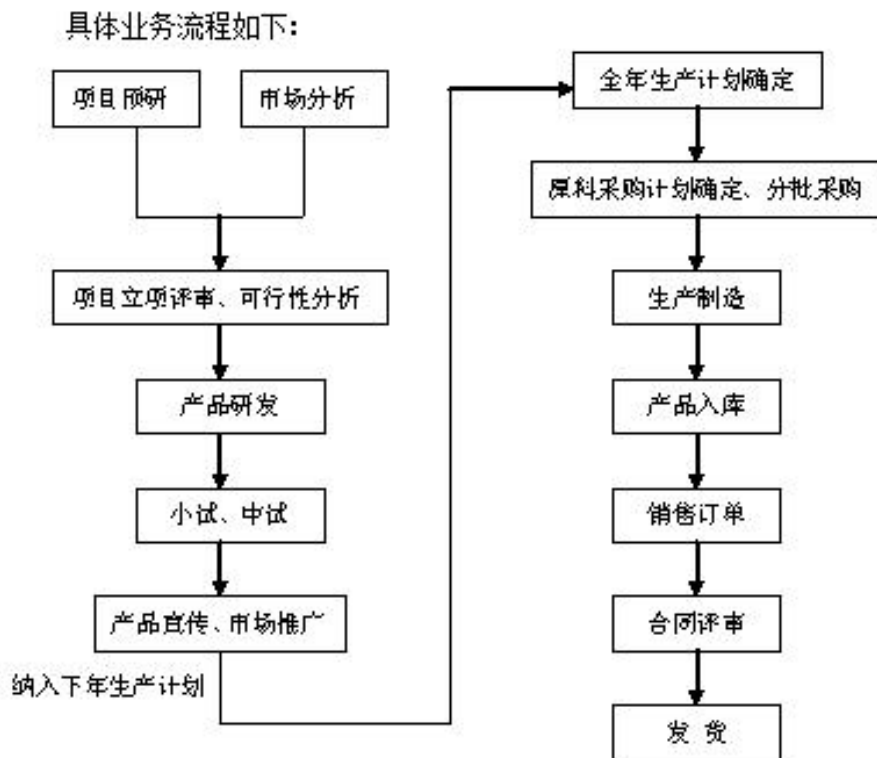 具体业务流程如下：
项目预研
市场分析
项目立项评审、可行性分析
产品研发
小试、中试
产品宣传、市场推广
纳入下年生产计划
全年生产计划确定
原料采购计划确定、分批采购
生产制造
产品入库
销售订单
合同评审
发 货